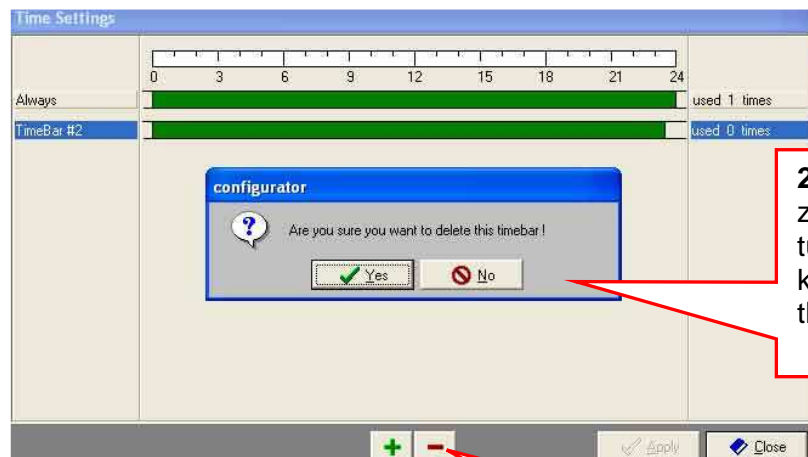 Time Settings
0 3 6 9 12 15 18 21 24
Always used 1 times
TimeBar #2 used 0 times
configurator
Are you sure you want to delete this timebar !
Yes No
2
Apply Close